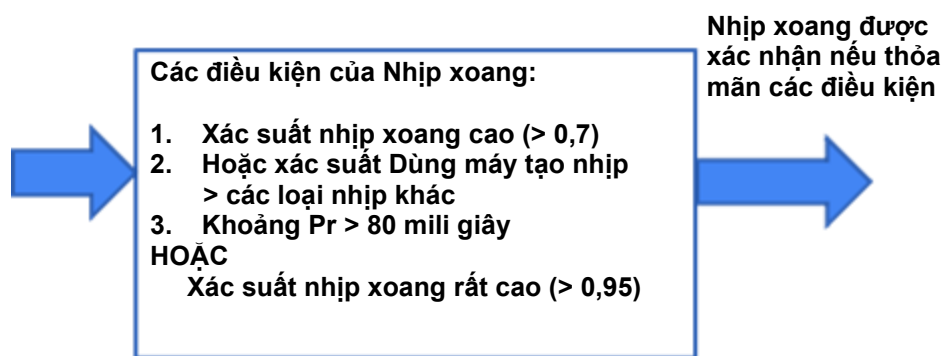 Nhịp xoang được
xác nhận nếu thỏa
mãn các điều kiện
Các điều kiện của Nhịp xoang:
1. Xác suất nhịp xoang cao (> 0,7)
2. Hoặc xác suất Dùng máy tạo nhịp
> các loại nhịp khác
3. Khoảng Pr > 80 mili giây
HOẶC
Xác suất nhịp xoang rất cao (> 0,95)